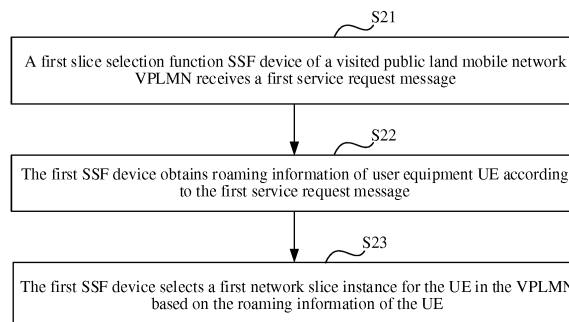 S21
A first slice selection function SSF device of a visited public land mobile network
VPLMN receives a first service request message
S22
The first SSF device obtains roaming information of user equipment UE according
to the first service request message
S23
The first SSF device selects a first network slice instance for the UE in the VPLMN
based on the roaming information of the UE